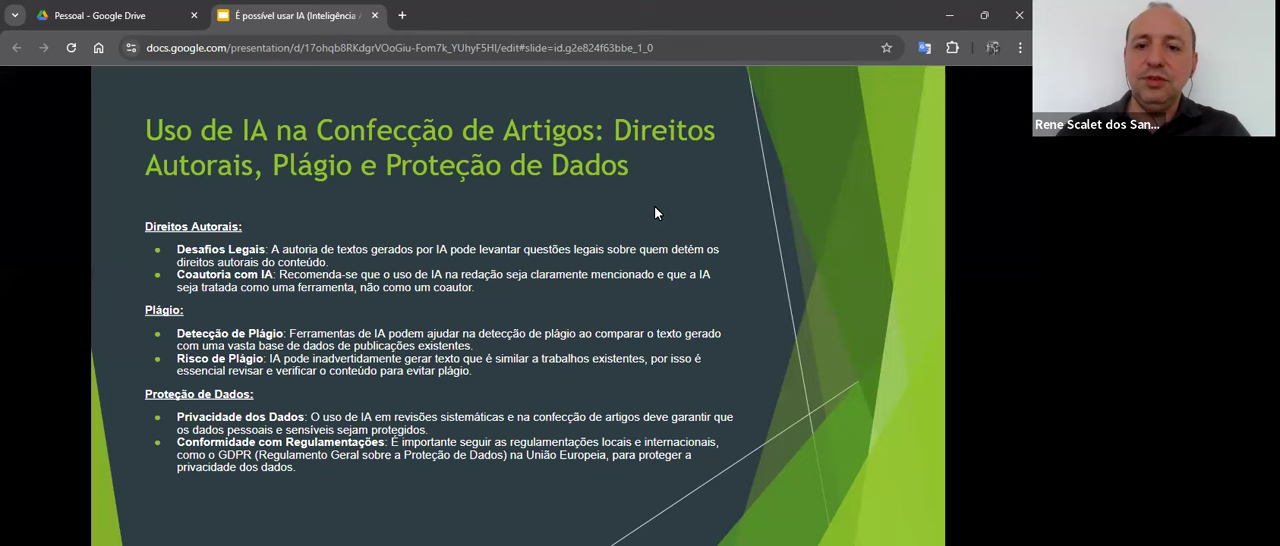 Pessoal - Google Drive
É possível usar IA (Inteligência
docs.google.com/presentation/d/17ohqb8RKdgrVOoGiu-Fom7k_YUhyF5HI/edit#slide=id.g2e824f63bbe_1_0
Rene Scalet dos San...
Uso de IA na Confecção de Artigos: Direitos
Autorais, Plágio e Proteção de Dados
Direitos Autorais:
Desafios Legais: A autoria de textos gerados por IA pode levantar questões legais sobre quem detém os
direitos autorais do conteúdo.
Coautoria com IA: Recomenda-se que o uso de IA na redação seja claramente mencionado e que a IA
seja tratada como uma ferramenta, não como um coautor.
Plágio:
Detecção de Plágio: Ferramentas de IA podem ajudar na detecção de plágio ao comparar o texto gerado
com uma vasta base de dados de publicações existentes.
Risco de Plágio: IA pode inadvertidamente gerar texto que é similar a trabalhos existentes, por isso é
essencial revisar e verificar o conteúdo para evitar plágio.
Proteção de Dados:
Privacidade dos Dados: O uso de IA em revisões sistemáticas e na confecção de artigos deve garantir que
os dados pessoais e sensíveis sejam protegidos.
Conformidade com Regulamentações: É importante seguir as regulamentações locais e internacionais,
como o GDPR (Regulamento Geral sobre a Proteção de Dados) na União Europeia, para proteger a
privacidade dos dados.